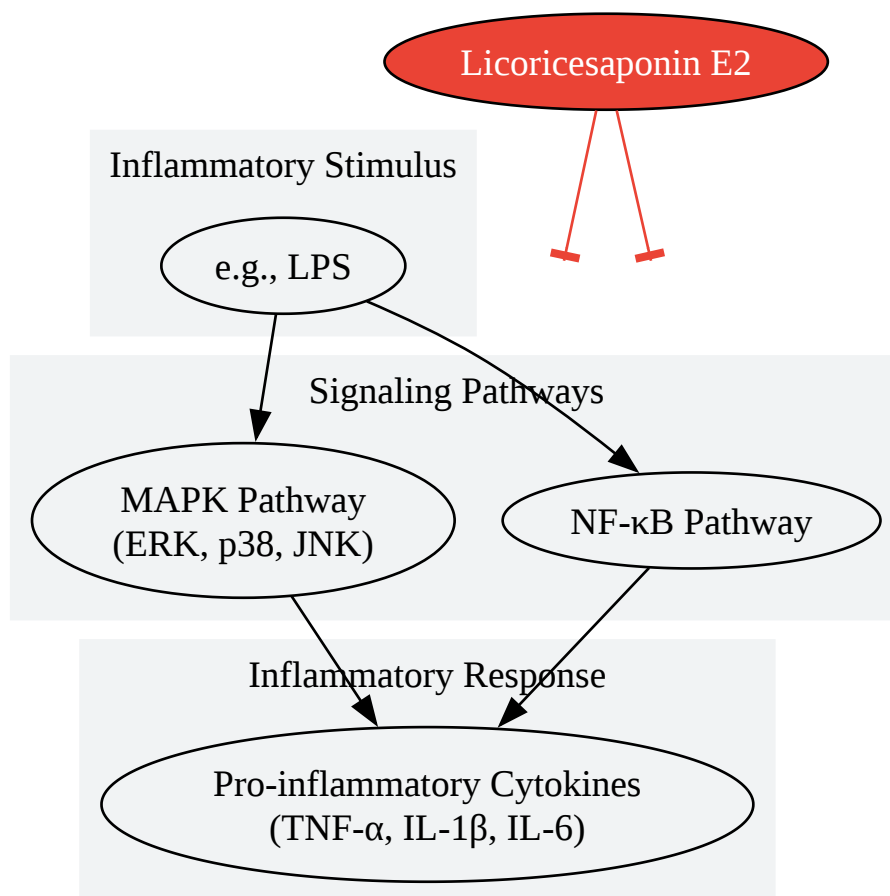 Licoricesaponin E2
Inflammatory Stimulus
e.g., LPS
Signaling Pathways
MAPK Pathway
(ERK, p38, JNK)
NF-κB Pathway
Inflammatory Response
Pro-inflammatory Cytokines
(TNF-α, IL-1β, IL-6)